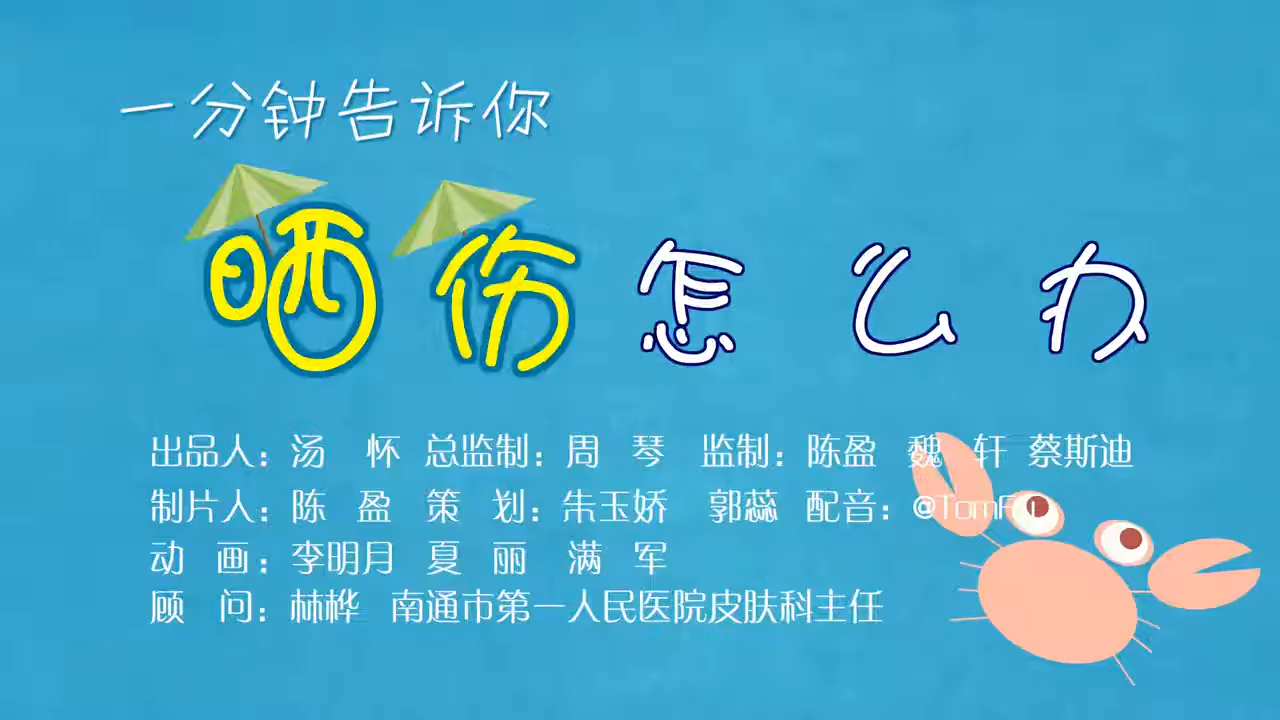 一分钟告诉你
晒伤怎么办
出品人：汤 怀 总监制：周 琴 监制：陈盈 魏 轩 蔡斯迪
制片人：陈 盈 策 划：朱玉娇 郭蕊 配音：
动 画：李明月 夏 丽 满 军
顾 问：林桦 南通市第一人民医院皮肤科主任